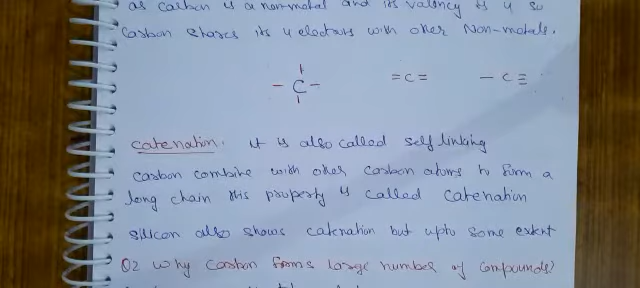 as carbon is a non-metal and its valency is 4 so
Carbon shares its 4 electrons with other Non-metals.
- C - =C= - C ≡
Catenation. It is also called self linking
Carbon combine with other carbon atoms to form a
long chain this property is called Catenation
silicon also shows catenation but upto some extent
Q2 Why Carbon forms large number of compounds?